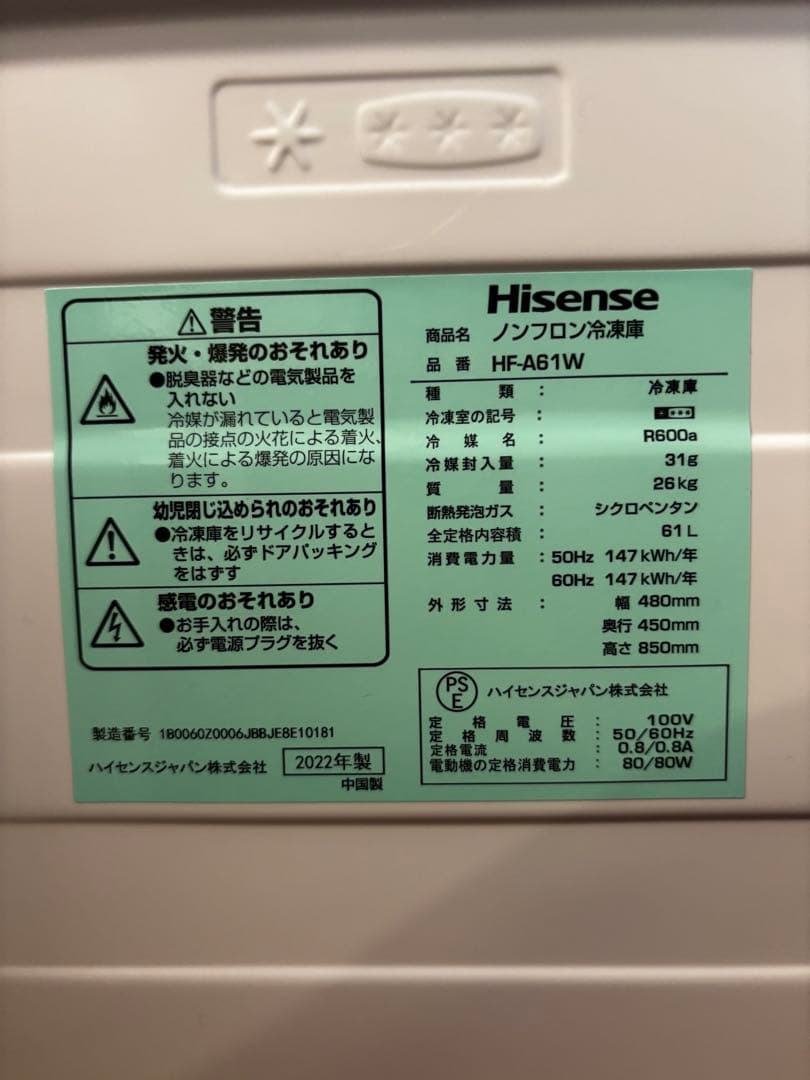 ⚠警告
発火・爆発のおそれあり
●脱臭器などの電気製品を
入れない
冷媒が漏れていると電気製
品の接点の火花による着火、
着火による爆発の原因にな
ります。
幼児閉じ込められのおそれあり
●冷凍庫をリサイクルすると
きは、必ずドアパッキング
をはずす
感電のおそれあり
●お手入れの際は、
必ず電源プラグを抜く
製造番号 1B0060Z0006JBBJE8E10181
ハイセンスジャパン株式会社 2022年製
中国製
Hisense
商品名 ノンフロン冷凍庫
品番 HF-A61W
種類：冷凍庫
冷凍室の記号：
冷媒名：R600a
冷媒封入量：31g
質量：26kg
断熱発泡ガス：シクロペンタン
全定格内容積：61L
消費電力量：50Hz 147kWh/年
60Hz 147kWh/年
外形寸法：幅 480mm
奥行 450mm
高さ 850mm
PSE ハイセンスジャパン株式会社
定格電圧：100V
定格周波数：50/60Hz
定格電流：0.8/0.8A
電動機の定格消費電力：80/80W